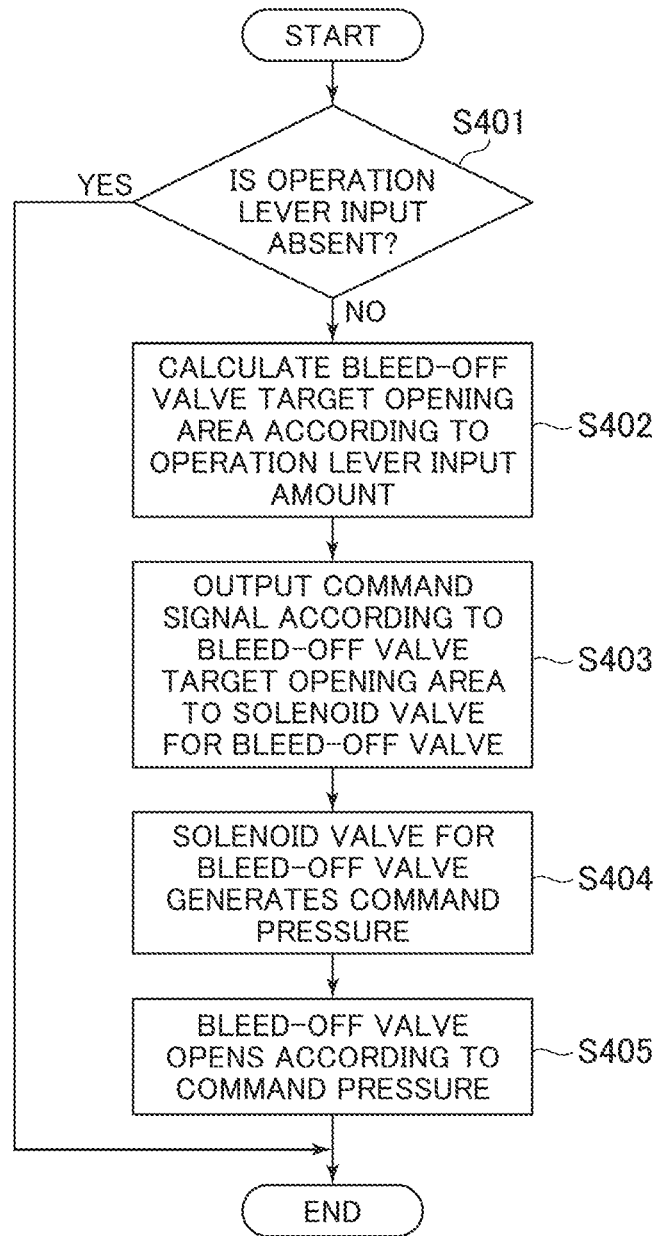 START
S401
YES
IS OPERATION
LEVER INPUT
ABSENT?
NO
CALCULATE BLEED-OFF
VALVE TARGET OPENING
AREA ACCORDING TO
OPERATION LEVER INPUT
AMOUNT
S402
OUTPUT COMMAND
SIGNAL ACCORDING TO
BLEED-OFF VALVE
TARGET OPENING AREA
TO SOLENOID VALVE
FOR BLEED-OFF VALVE
S403
SOLENOID VALVE FOR
BLEED-OFF VALVE
GENERATES COMMAND
PRESSURE
S404
BLEED-OFF VALVE
OPENS ACCORDING TO
COMMAND PRESSURE
S405
END